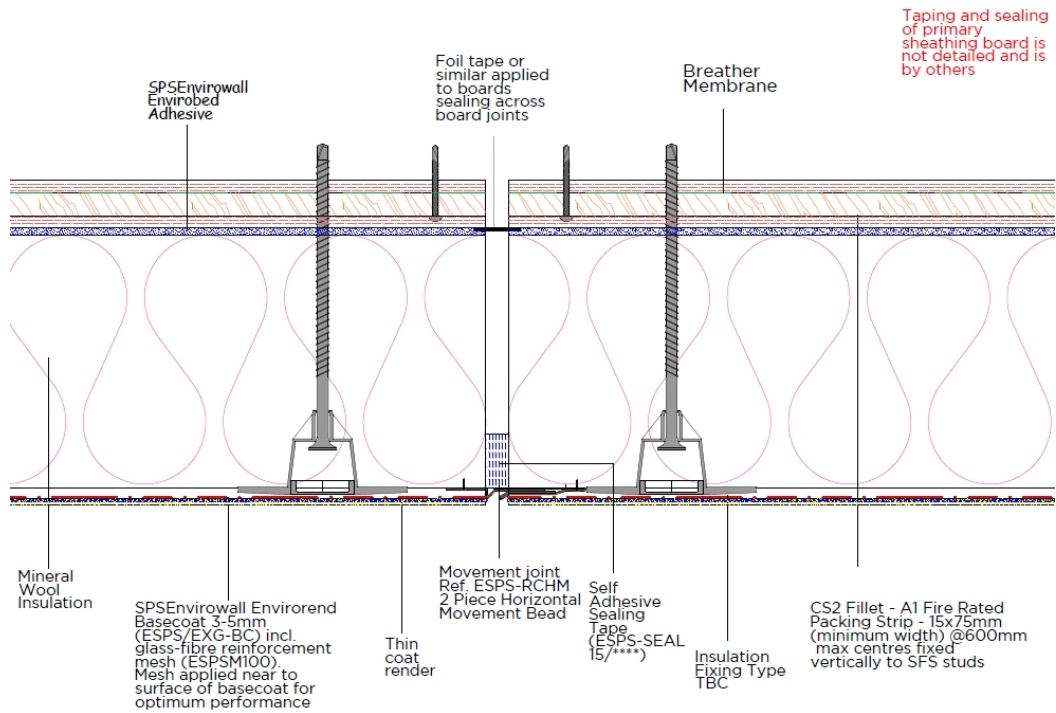 Taping and sealing
of primary
sheathing board is
not detailed and is
by others
Foil tape or
similar applied
to boards
sealing across
board joints
Breather
Membrane
SPSEnvirowall
Envirobed
Adhesive
Mineral
Wool
Insulation
SPSEnvirowall Envirorend
Basecoat 3-5mm
(ESPS/EXG-BC) incl.
glass-fibre reinforcement
mesh (ESPSM100).
Mesh applied near to
surface of basecoat for
optimum performance
Thin
coat
render
Movement joint
Ref. ESPS-RCHM
2 Piece Horizontal
Movement Bead
Self
Adhesive
Sealing
Tape
(ESPS-SEAL
15/****)
Insulation
Fixing Type
TBC
CS2 Fillet - A1 Fire Rated
Packing Strip - 15x75mm
(minimum width) @600mm
max centres fixed
vertically to SFS studs